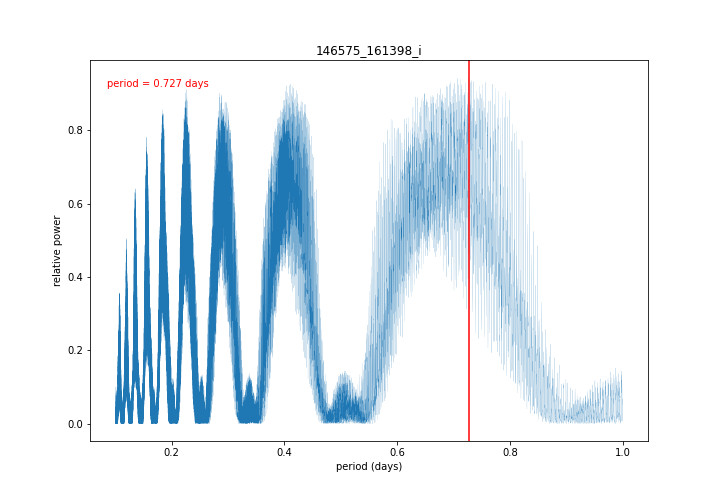 146575_161398_i
period = 0.727 days
relative power
0.8
0.6
0.4
0.2
0.0
0.2 0.4 0.6 0.8 1.0
period (days)